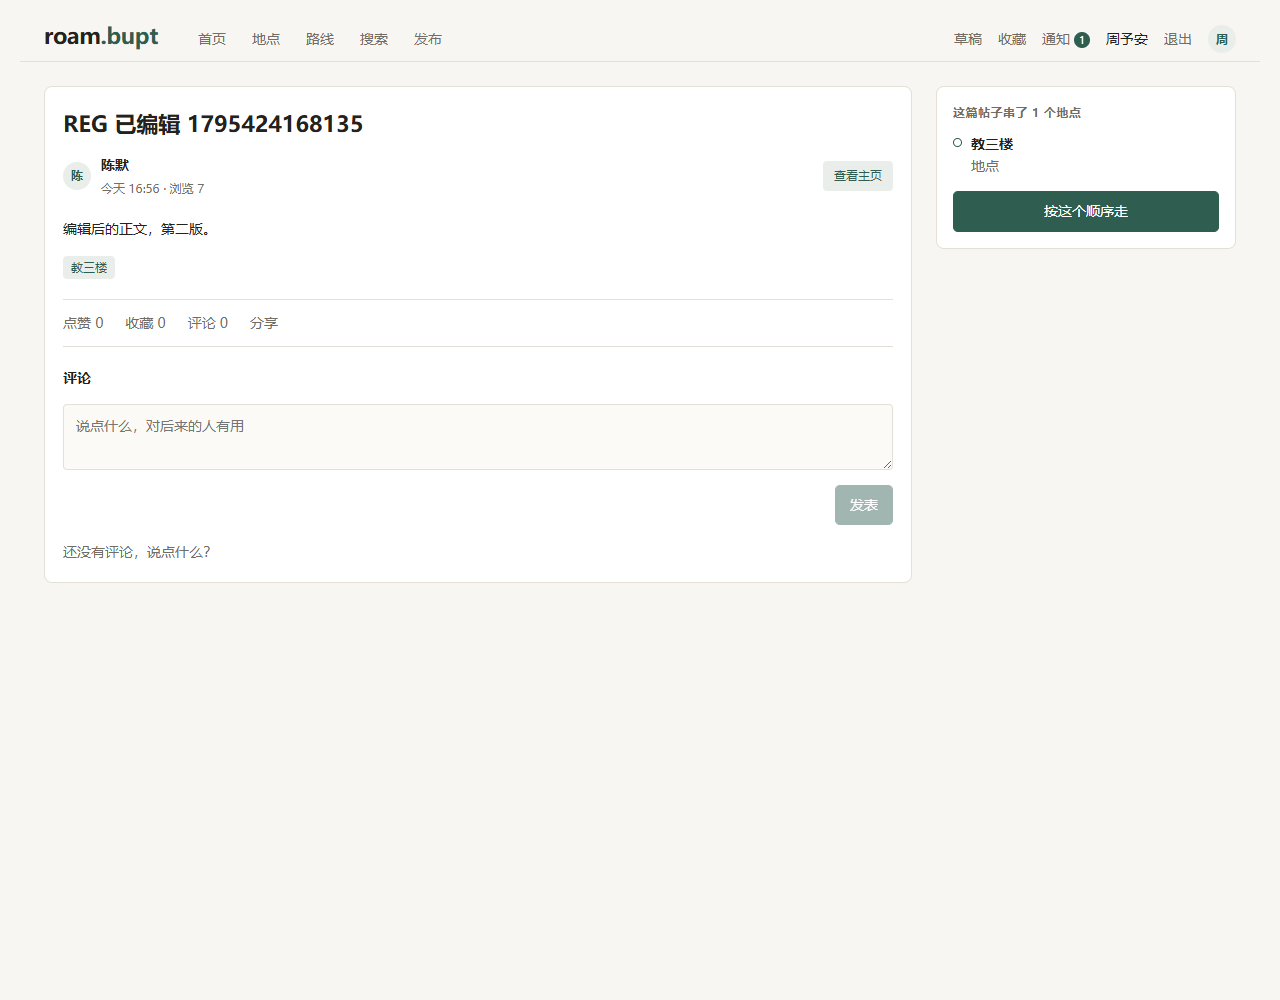 roam.bupt 首页 地点 路线 搜索 发布 草稿 收藏 通知 1 周予安 退出 周
REG 已编辑 1795424168135
陈 陈默
今天 16:56 · 浏览 7
查看主页
编辑后的正文，第二版。
教三楼
点赞 0 收藏 0 评论 0 分享
评论
说点什么，对后来的人有用
发表
还没有评论，说点什么？
这篇帖子串了 1 个地点
教三楼
地点
按这个顺序走